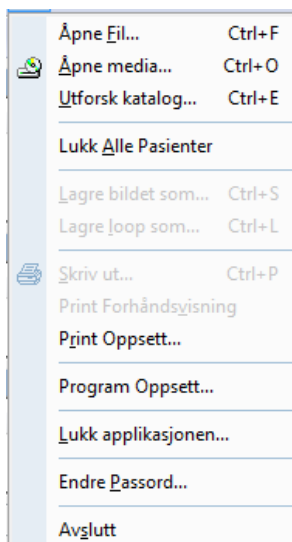 Åpne Fil... Ctrl+F
Åpne media... Ctrl+O
Utforsk katalog... Ctrl+E
Lukk Alle Pasienter
Lagre bildet som... Ctrl+S
Lagre loop som... Ctrl+L
Skriv ut... Ctrl+P
Print Forhåndsvisning
Print Oppsett...
Program Oppsett...
Lukk applikasjonen...
Endre Passord...
Avslutt